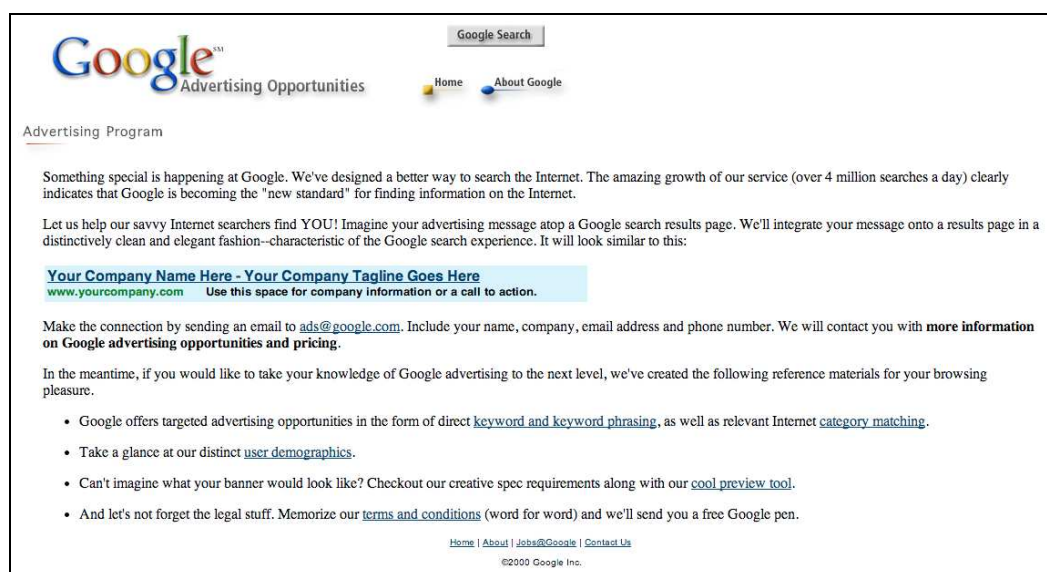 Google Search
Google SM
Advertising Opportunities
Home About Google
Advertising Program
Something special is happening at Google. We've designed a better way to search the Internet. The amazing growth of our service (over 4 million searches a day) clearly
indicates that Google is becoming the "new standard" for finding information on the Internet.
Let us help our savvy Internet searchers find YOU! Imagine your advertising message atop a Google search results page. We'll integrate your message onto a results page in a
distinctively clean and elegant fashion--characteristic of the Google search experience. It will look similar to this:
Your Company Name Here - Your Company Tagline Goes Here
www.yourcompany.com Use this space for company information or a call to action.
Make the connection by sending an email to ads@google.com. Include your name, company, email address and phone number. We will contact you with more information
on Google advertising opportunities and pricing.
In the meantime, if you would like to take your knowledge of Google advertising to the next level, we've created the following reference materials for your browsing
pleasure.
• Google offers targeted advertising opportunities in the form of direct keyword and keyword phrasing, as well as relevant Internet category matching.
• Take a glance at our distinct user demographics.
• Can't imagine what your banner would look like? Checkout our creative spec requirements along with our cool preview tool.
• And let's not forget the legal stuff. Memorize our terms and conditions (word for word) and we'll send you a free Google pen.
Home | About | Jobs@Google | Contact Us
©2000 Google Inc.